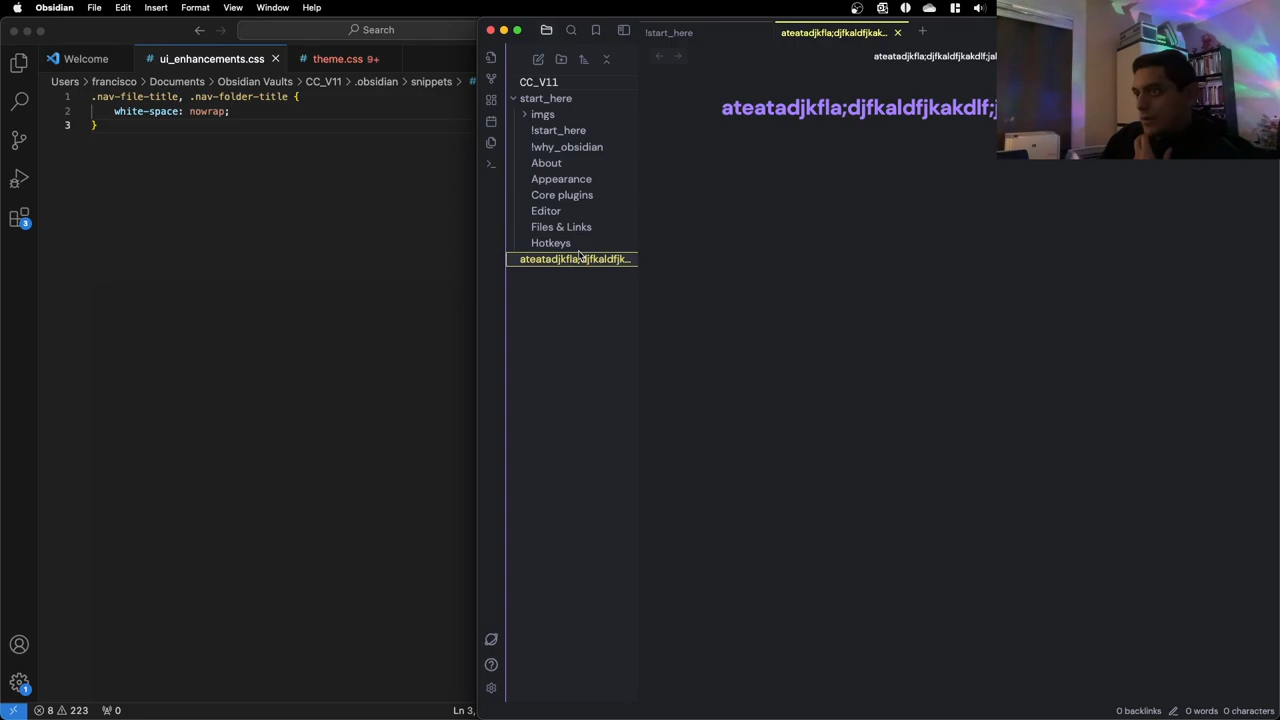 Obsidian File Edit Insert Format View Window Help
Search
Welcome ui_enhancements.css theme.css 9+
Users francisco Documents Obsidian Vaults CC_V11 .obsidian snippets #
1 .nav-file-title, .nav-folder-title {
2 white-space: nowrap;
3 }
3
1
8 223 0 Ln 3,
!start_here ateatadjkfla;djfkaldfjkak...
CC_V11
start_here
imgs
!start_here
!why_obsidian
About
Appearance
Core plugins
Editor
Files & Links
Hotkeys
ateatadjkfla;djfkaldfjk...
ateatadjkfla;djfkaldfjkakdlf;jal
ateatadjkfla;djfkaldfjkakdlf;j
0 backlinks 0 words 0 characters